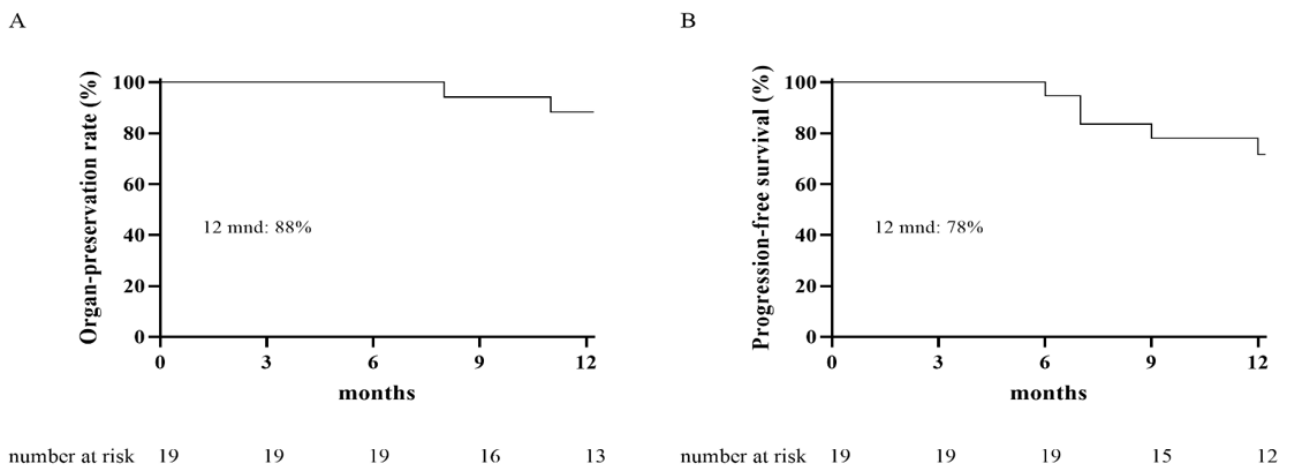 A
Organ-preservation rate (%)
100
80
60
40
20
0
12 mnd: 88%
0 3 6 9 12
months
number at risk 19 19 19 16 13
B
Progression-free survival (%)
100
80
60
40
20
0
12 mnd: 78%
0 3 6 9 12
months
number at risk 19 19 19 15 12